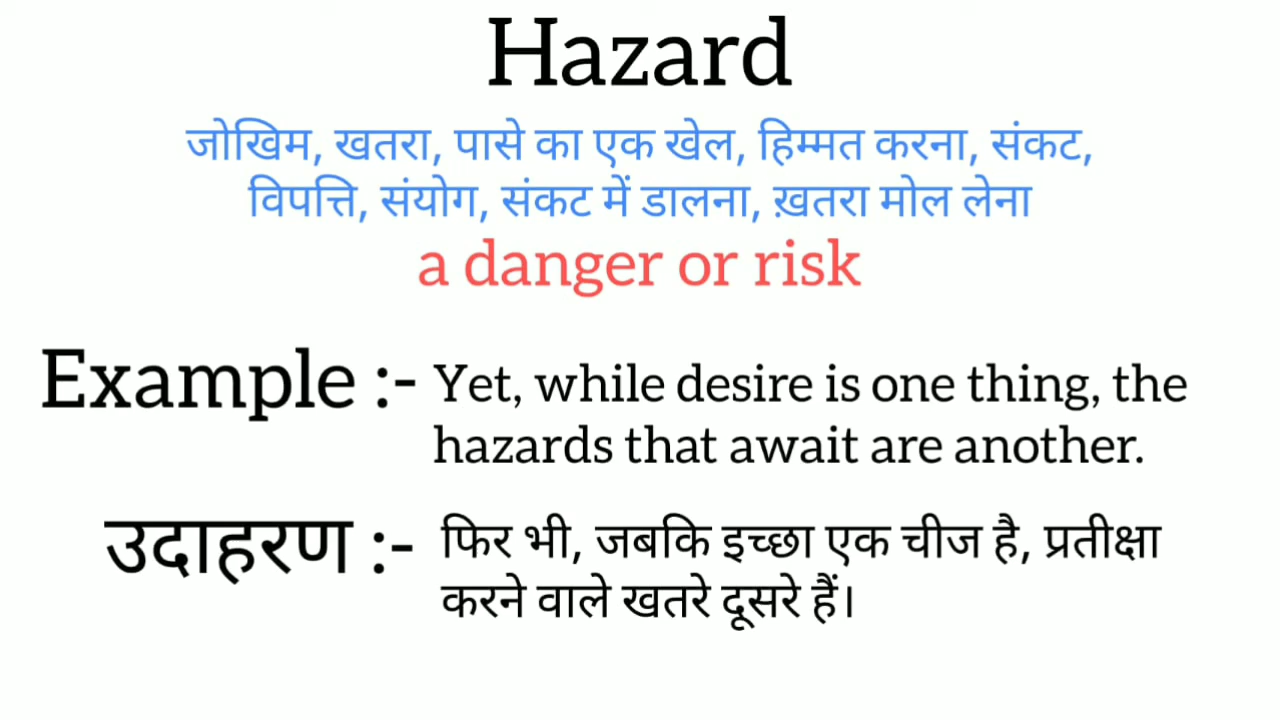 Hazard
जोखिम, खतरा, पासे का एक खेल, हिम्मत करना, संकट,
विपत्ति, संयोग, संकट में डालना, ख़तरा मोल लेना
a danger or risk
Example :- Yet, while desire is one thing, the
hazards that await are another.
उदाहरण :- फिर भी, जबकि इच्छा एक चीज है, प्रतीक्षा
करने वाले खतरे दूसरे हैं।